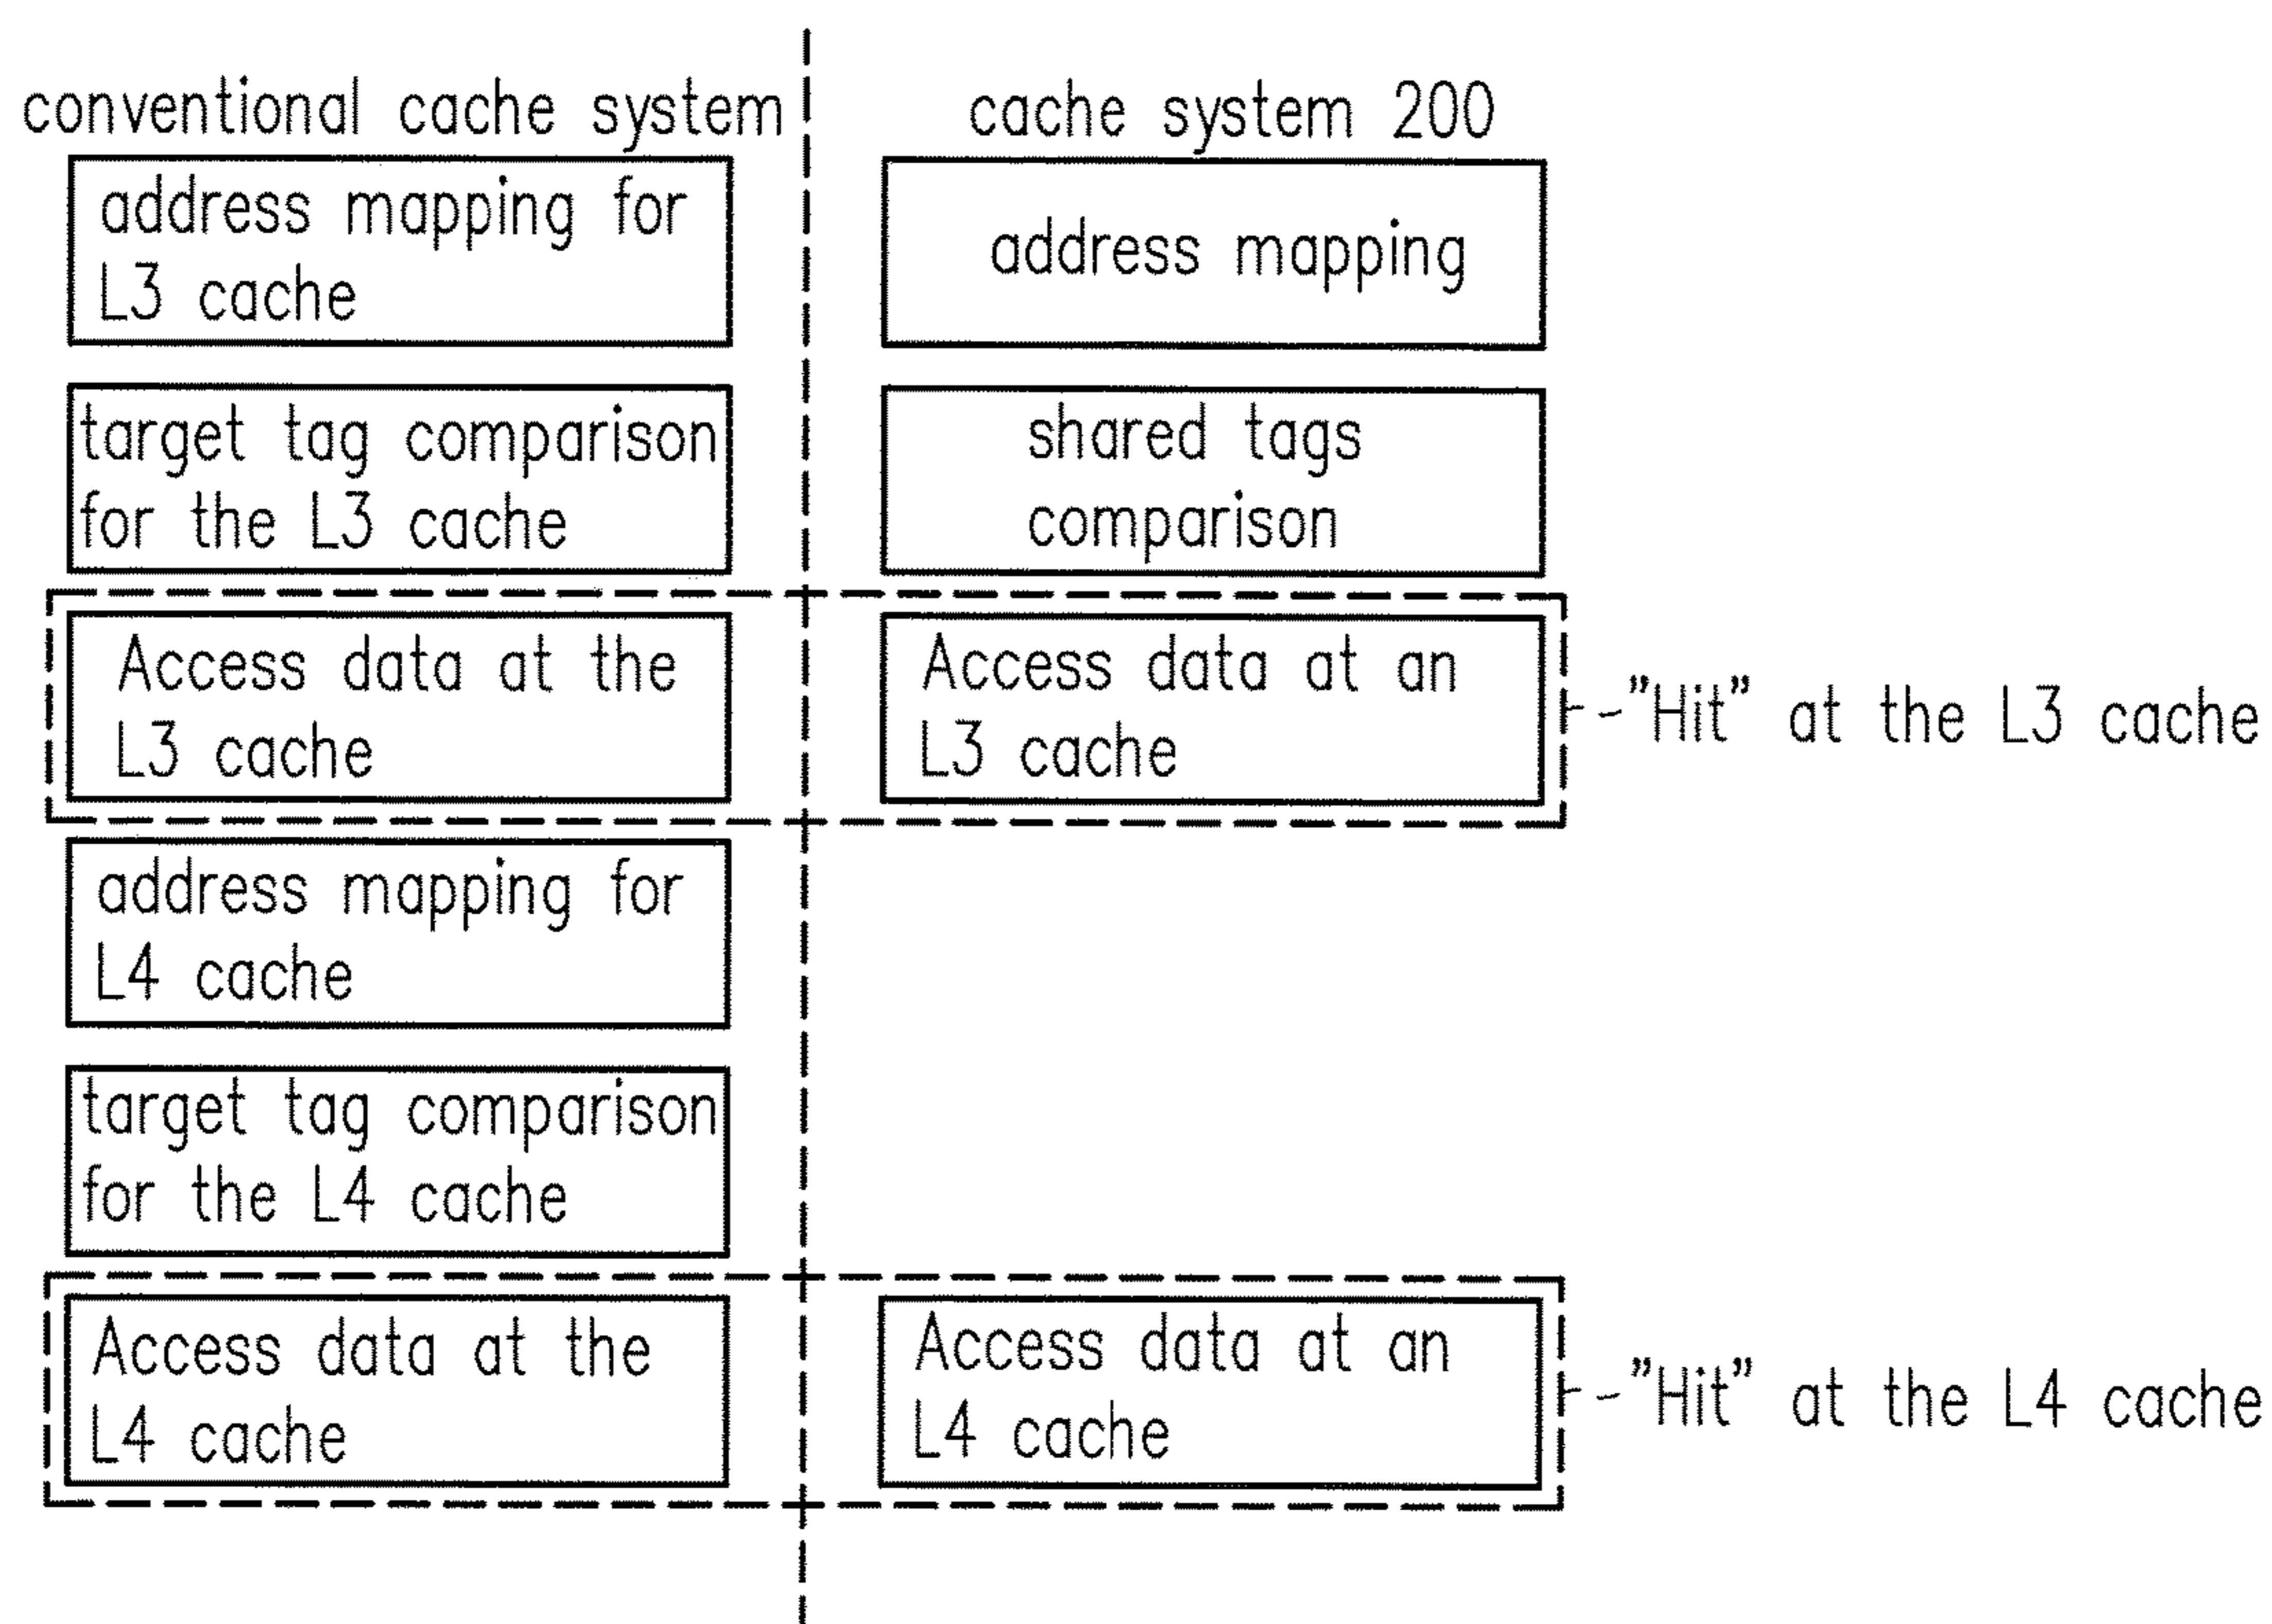 conventional cache system
address mapping for
L3 cache
target tag comparison
for the L3 cache
Access data at the
L3 cache
address mapping for
L4 cache
target tag comparison
for the L4 cache
Access data at the
L4 cache
cache system 200
address mapping
shared tags
comparison
Access data at an
L3 cache
"Hit" at the L3 cache
Access data at an
L4 cache
"Hit" at the L4 cache